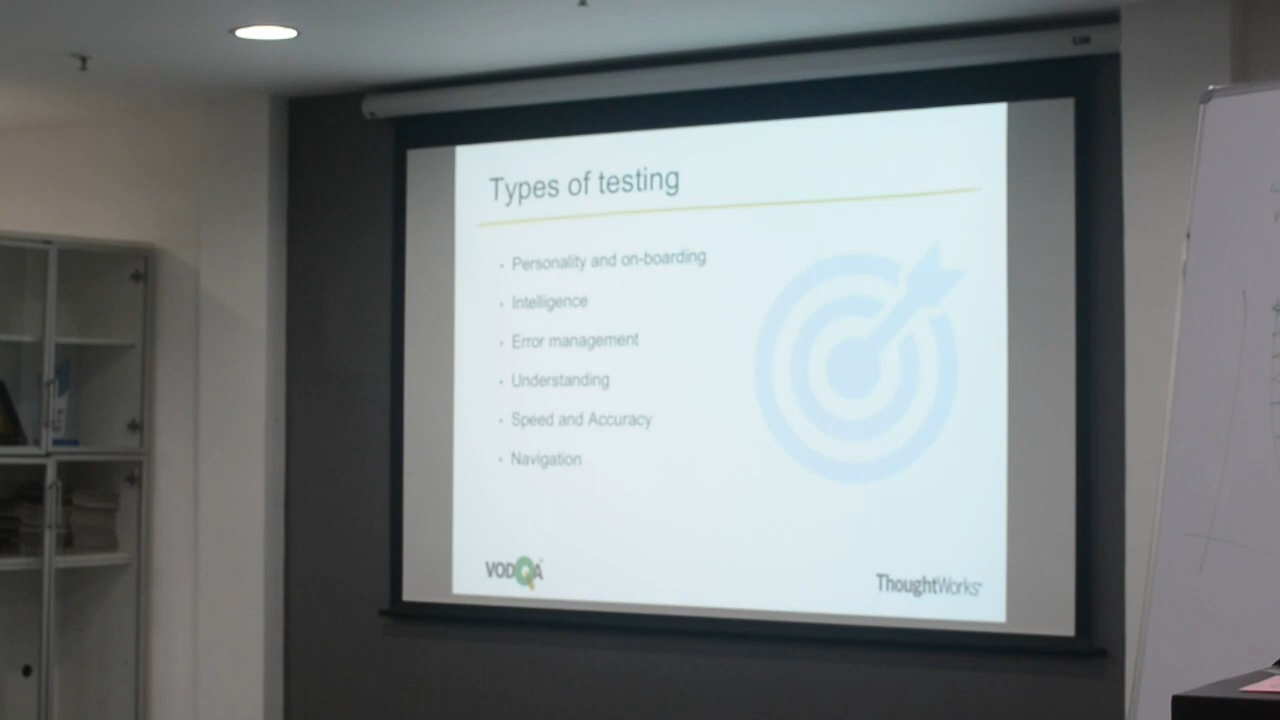 Types of testing
• Personality and on-boarding
• Intelligence
• Error management
• Understanding
• Speed and Accuracy
• Navigation
VODQA
ThoughtWorks